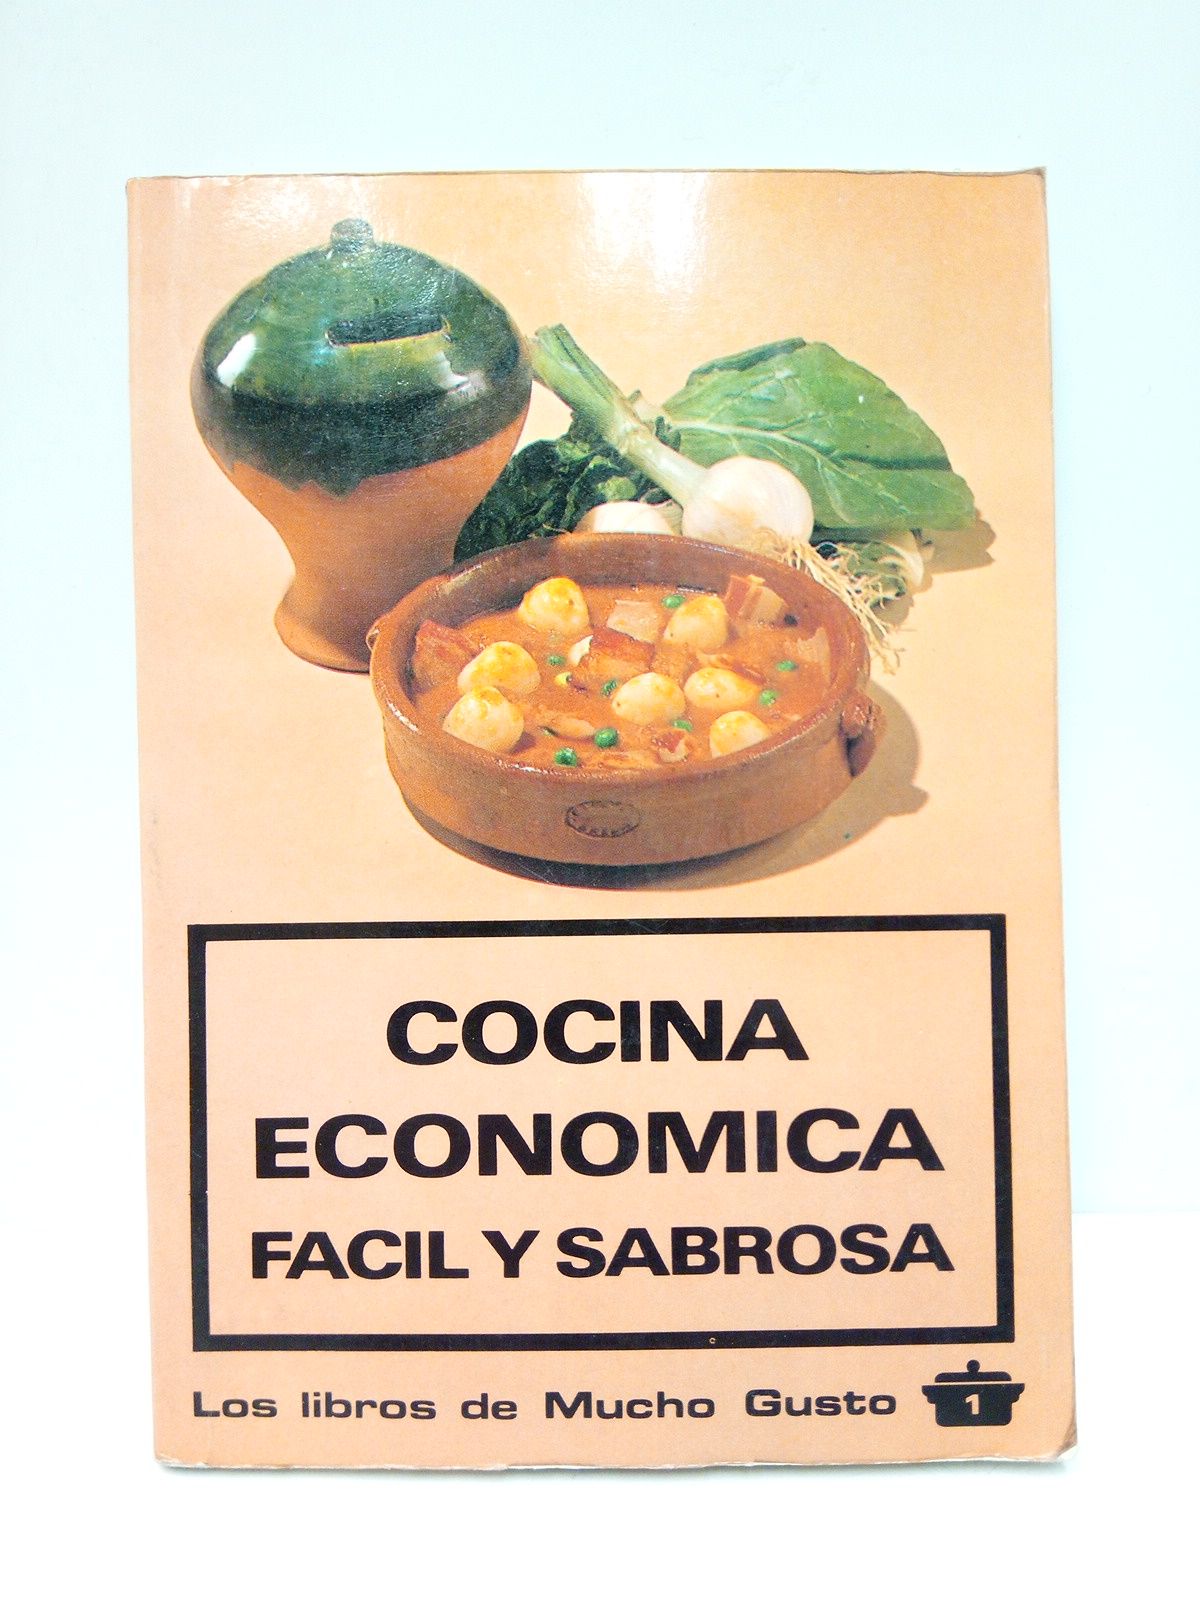 COCINA
ECONOMICA
FACIL Y SABROSA
Los libros de Mucho Gusto 1